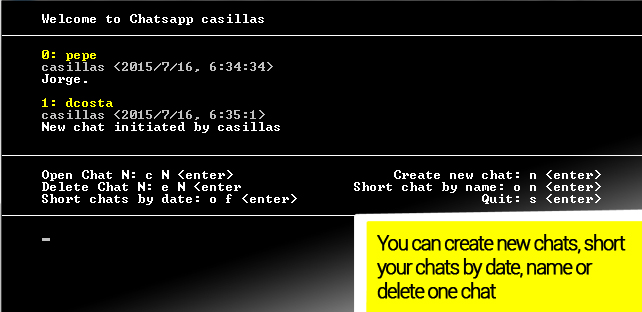 Welcome to Chatsapp casillas
0: pepe
casillas <2015/7/16, 6:34:34>
Jorge.
1: dcosta
casillas <2015/7/16, 6:35:1>
New chat initiated by casillas
Open Chat N: c N <enter>
Create new chat: n <enter>
Delete Chat N: e N <enter
Short chat by name: o n <enter>
Short chats by date: o f <enter>
Quit: s <enter>
You can create new chats, short
your chats by date, name or
delete one chat